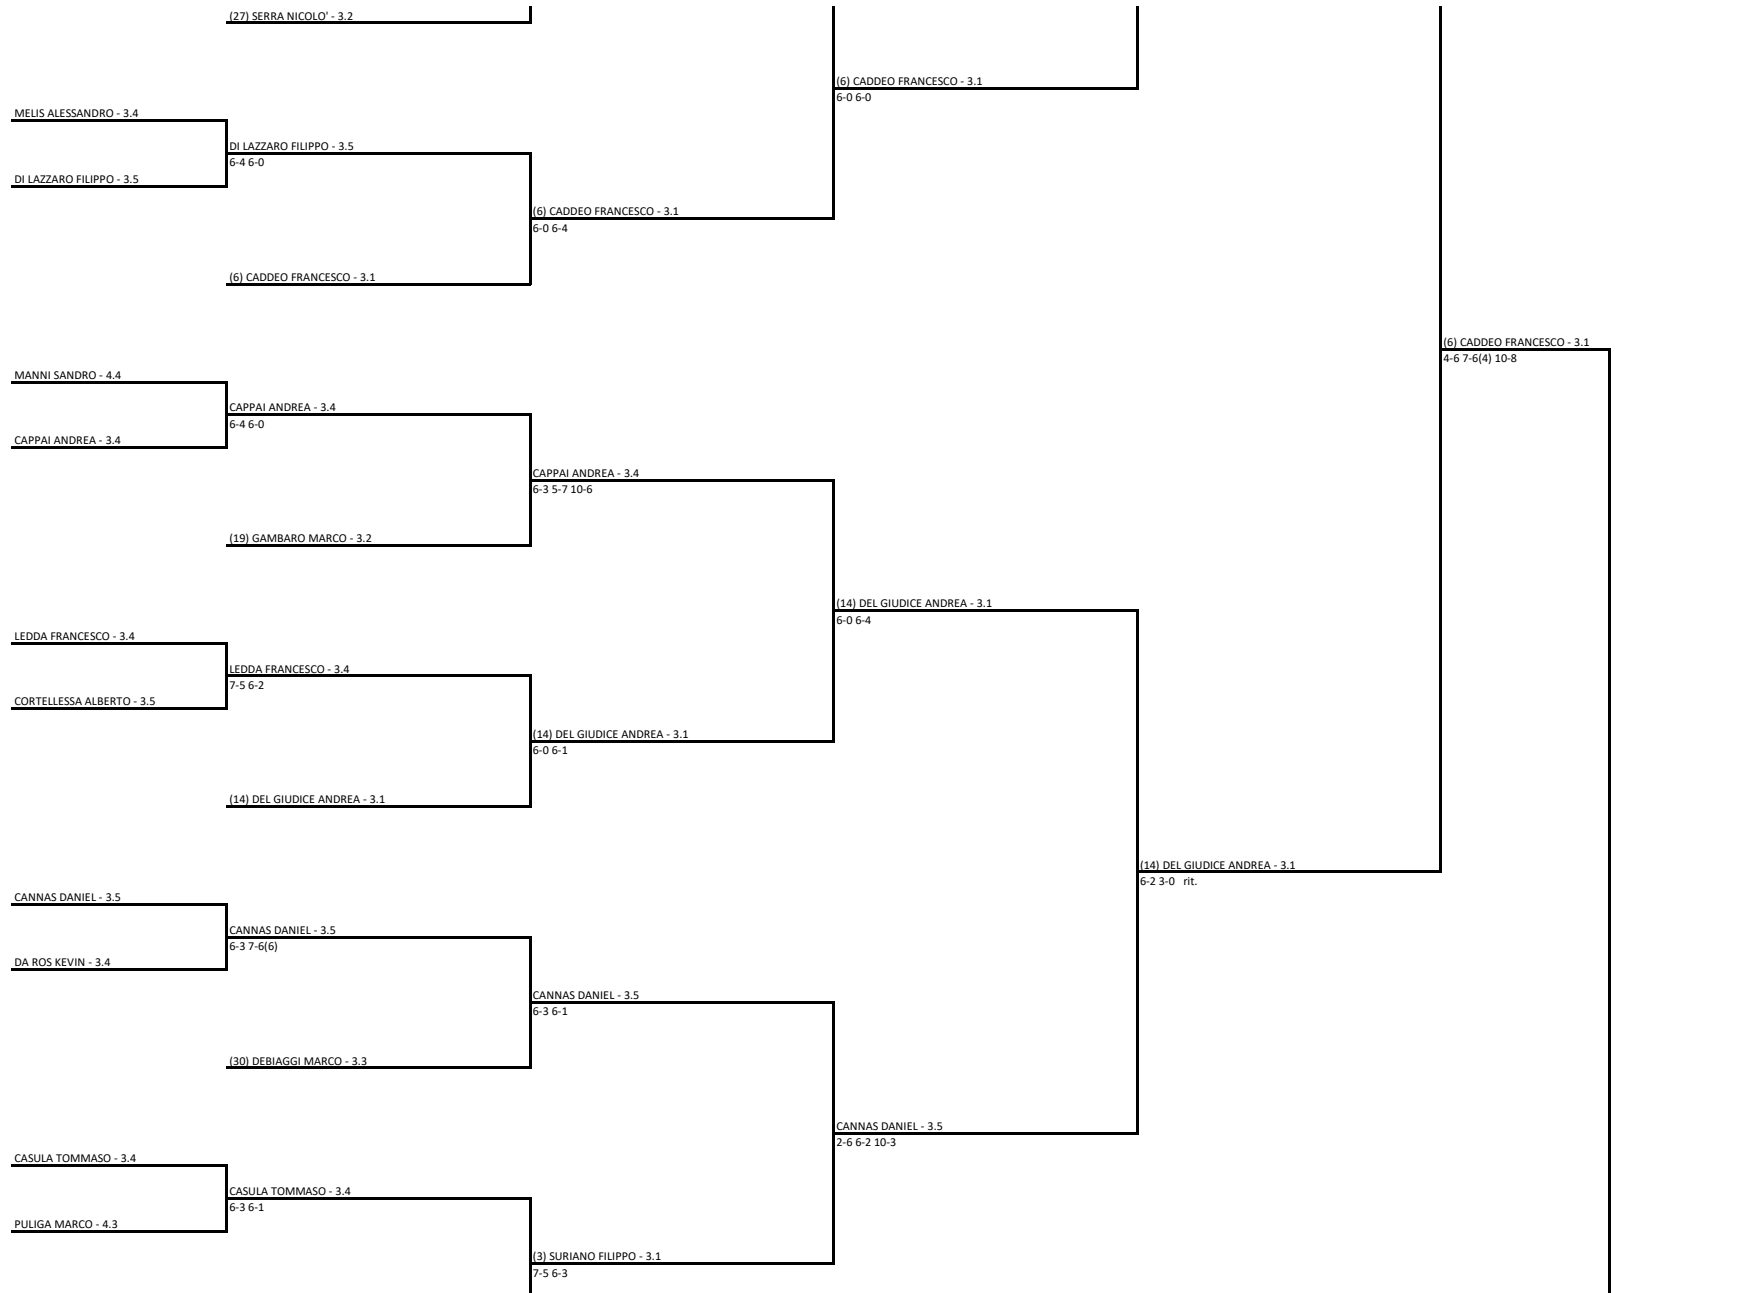 (27) SERRA NICOLO' - 3.2
(6) CADDEO FRANCESCO - 3.1
6-0 6-0
MELIS ALESSANDRO - 3.4
DI LAZZARO FILIPPO - 3.5
6-4 6-0
DI LAZZARO FILIPPO - 3.5
(6) CADDEO FRANCESCO - 3.1
6-0 6-4
(6) CADDEO FRANCESCO - 3.1
(6) CADDEO FRANCESCO - 3.1
4-6 7-6(4) 10-8
MANNI SANDRO - 4.4
CAPPAI ANDREA - 3.4
6-4 6-0
CAPPAI ANDREA - 3.4
CAPPAI ANDREA - 3.4
6-3 5-7 10-6
(19) GAMBARO MARCO - 3.2
(14) DEL GIUDICE ANDREA - 3.1
6-0 6-4
LEDDA FRANCESCO - 3.4
LEDDA FRANCESCO - 3.4
7-5 6-2
CORTELLESSA ALBERTO - 3.5
(14) DEL GIUDICE ANDREA - 3.1
6-0 6-1
(14) DEL GIUDICE ANDREA - 3.1
(14) DEL GIUDICE ANDREA - 3.1
6-2 3-0 rit.
CANNAS DANIEL - 3.5
CANNAS DANIEL - 3.5
6-3 7-6(6)
DA ROS KEVIN - 3.4
CANNAS DANIEL - 3.5
6-3 6-1
(30) DEBIAGGI MARCO - 3.3
CANNAS DANIEL - 3.5
2-6 6-2 10-3
CASULA TOMMASO - 3.4
CASULA TOMMASO - 3.4
6-3 6-1
PULIGA MARCO - 4.3
(3) SURIANO FILIPPO - 3.1
7-5 6-3